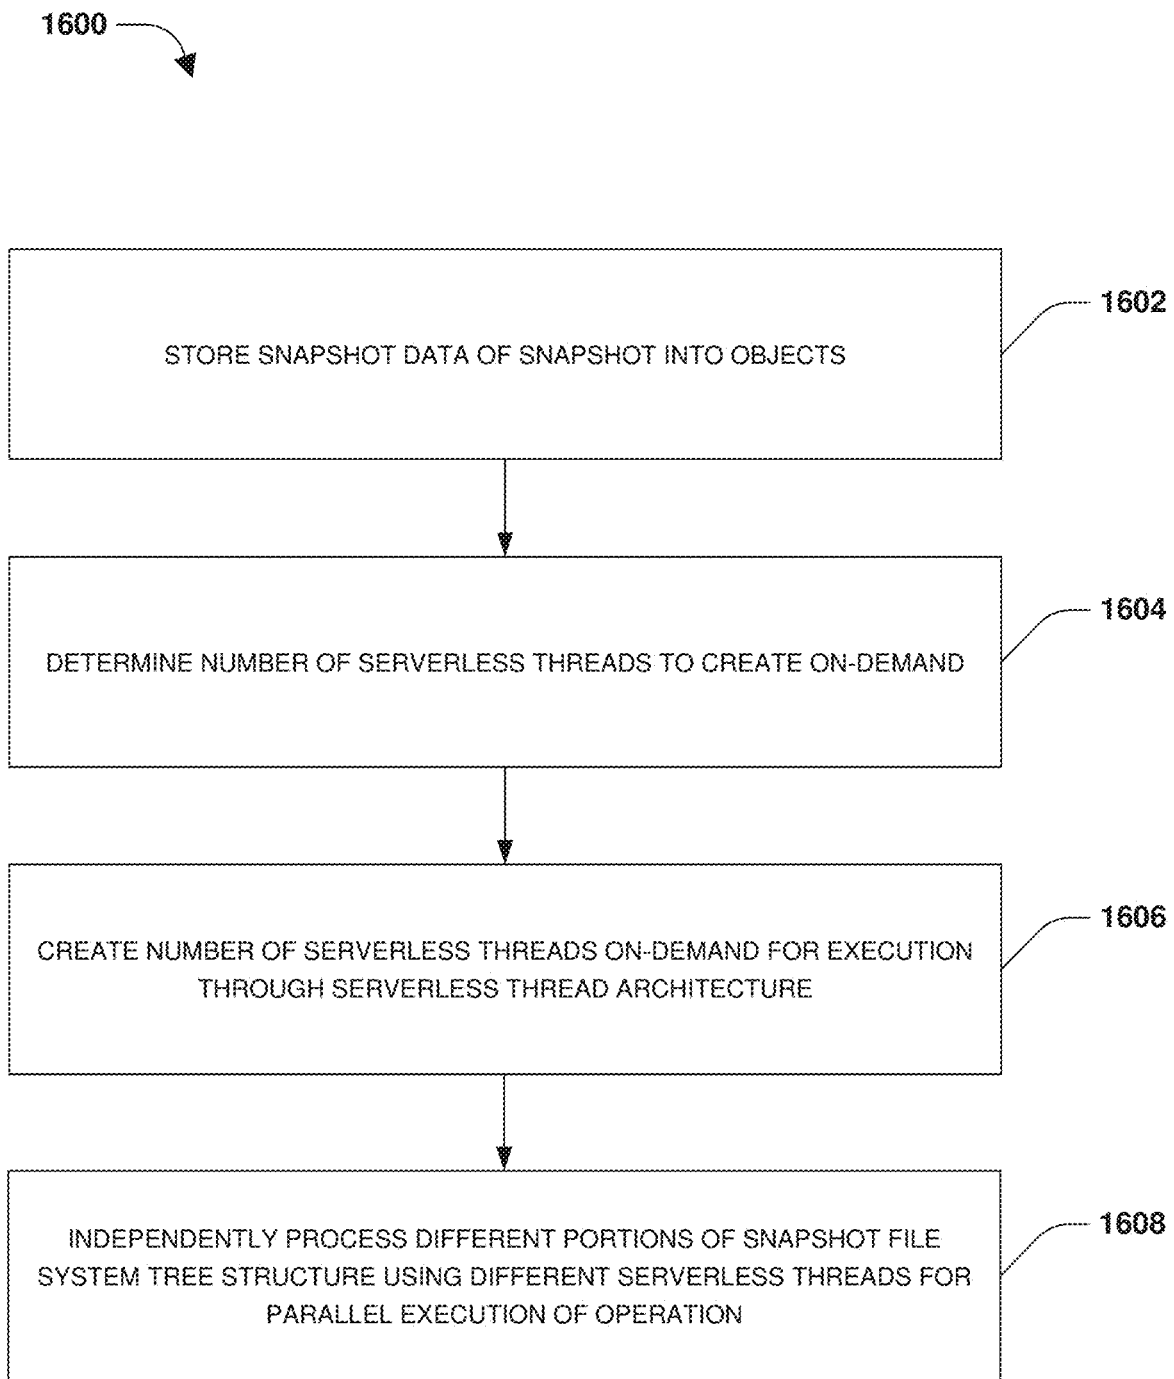 1600
STORE SNAPSHOT DATA OF SNAPSHOT INTO OBJECTS
1602
DETERMINE NUMBER OF SERVERLESS THREADS TO CREATE ON-DEMAND
1604
CREATE NUMBER OF SERVERLESS THREADS ON-DEMAND FOR EXECUTION
THROUGH SERVERLESS THREAD ARCHITECTURE
1606
INDEPENDENTLY PROCESS DIFFERENT PORTIONS OF SNAPSHOT FILE
SYSTEM TREE STRUCTURE USING DIFFERENT SERVERLESS THREADS FOR
PARALLEL EXECUTION OF OPERATION
1608